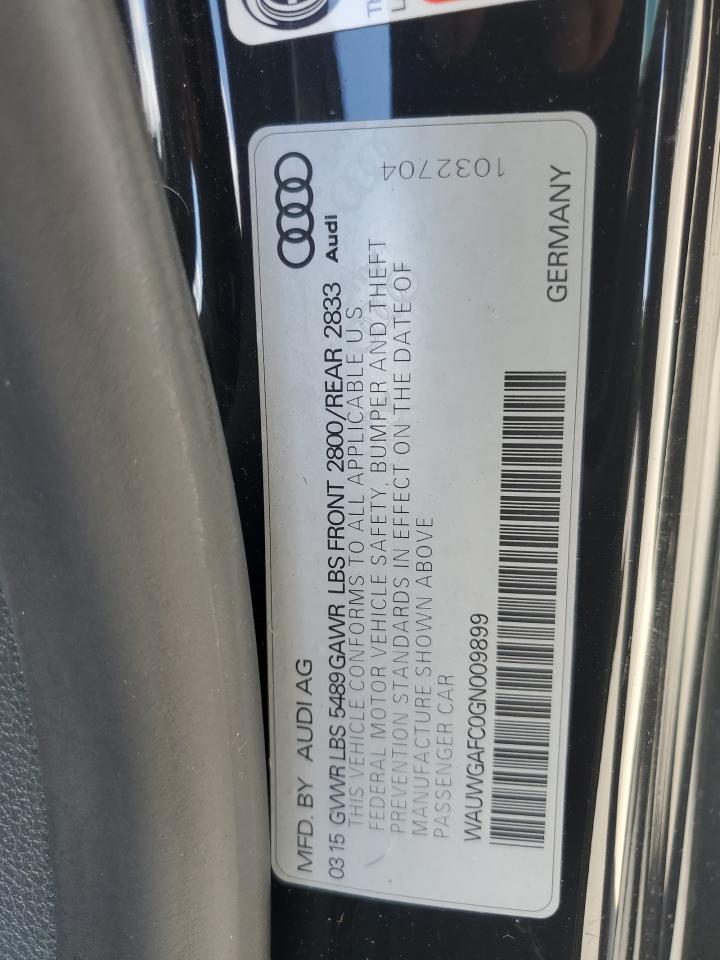 MFD. BY AUDI AG
Audi
0315 GVWR LBS 5489 GAWR LBS FRONT 2800/REAR 2833
THIS VEHICLE CONFORMS TO ALL APPLICABLE U.S.
FEDERAL MOTOR VEHICLE SAFETY, BUMPER AND THEFT
PREVENTION STANDARDS IN EFFECT ON THE DATE OF
MANUFACTURE SHOWN ABOVE
PASSENGER CAR
WAUWGAFC0GN009899
GERMANY
1032704